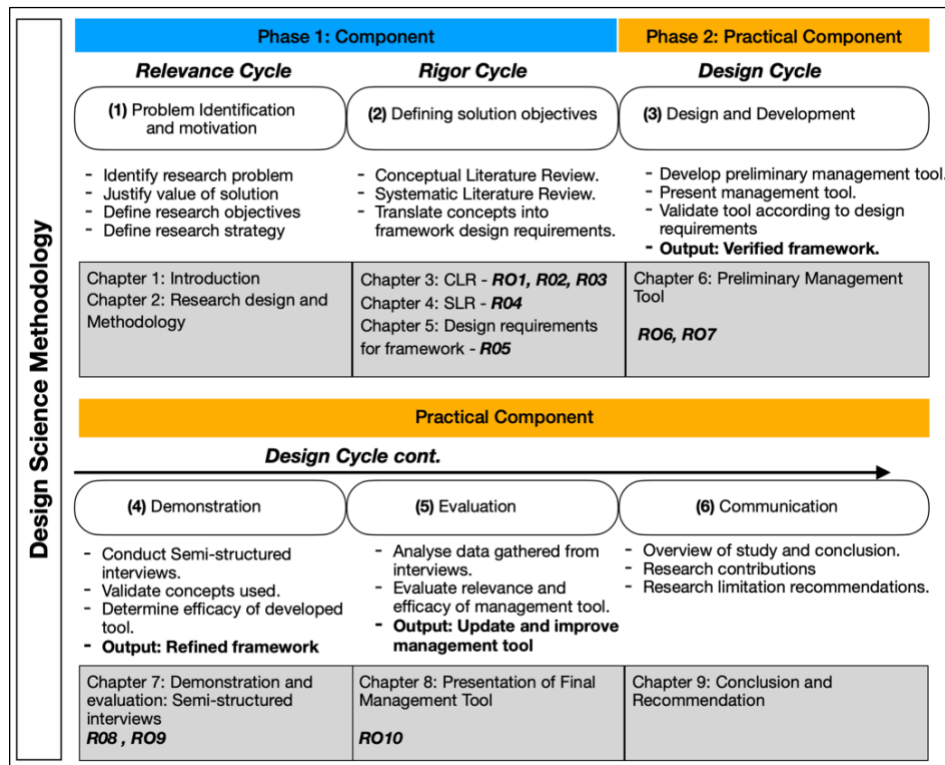 Design Science Methodology
Phase 1: Component
Phase 2: Practical Component
Relevance Cycle
Rigor Cycle
Design Cycle
(1) Problem Identification
and motivation
(2) Defining solution objectives
(3) Design and Development
- Identify research problem
- Justify value of solution
- Define research objectives
- Define research strategy
- Conceptual Literature Review.
- Systematic Literature Review.
- Translate concepts into
framework design requirements.
- Develop preliminary management tool.
- Present management tool.
- Validate tool according to design
requirements
- Output: Verified framework.
Chapter 1: Introduction
Chapter 2: Research design and
Methodology
Chapter 3: CLR - RO1, R02, R03
Chapter 4: SLR - R04
Chapter 5: Design requirements
for framework - R05
Chapter 6: Preliminary Management
Tool
RO6, RO7
Practical Component
Design Cycle cont.
(4) Demonstration
(5) Evaluation
(6) Communication
- Conduct Semi-structured
interviews.
- Validate concepts used.
- Determine efficacy of developed
tool.
- Output: Refined framework
- Analyse data gathered from
interviews.
- Evaluate relevance and
efficacy of management tool.
- Output: Update and improve
management tool
- Overview of study and conclusion.
- Research contributions
- Research limitation recommendations.
Chapter 7: Demonstration and
evaluation: Semi-structured
interviews
R08 , RO9
Chapter 8: Presentation of Final
Management Tool
RO10
Chapter 9: Conclusion and
Recommendation